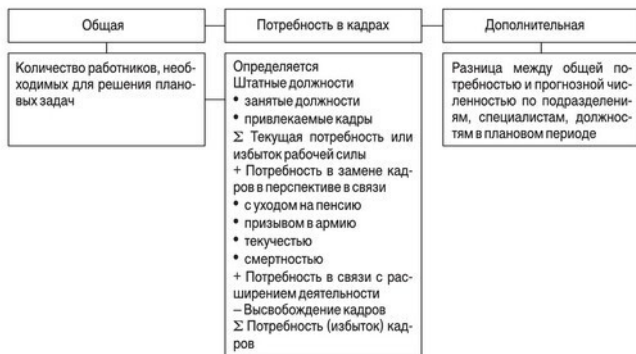 Общая
Количество работников, необ-
ходимых для решения плано-
вых задач
Потребность в кадрах
Определяется
Штатные должности
• занятые должности
• привлекаемые кадры
Σ Текущая потребность или
избыток рабочей силы
+ Потребность в замене кад-
ров в перспективе в связи
• с уходом на пенсию
• призывом в армию
• текучестью
• смертностью
+ Потребность в связи с рас-
ширением деятельности
– Высвобождение кадров
Σ Потребность (избыток) кад-
ров
Дополнительная
Разница между общей по-
требностью и прогнозной чис-
ленностью по подразделени-
ям, специалистам, должнос-
тям в плановом периоде